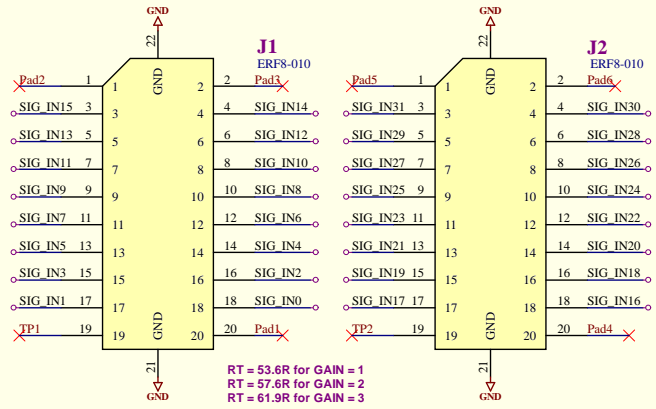 GND GND
22 J1 22 J2
ERF8-010 ERF8-010
Pad2 1 1 GND 2 2 Pad3 Pad5 1 1 GND 2 2 Pad6
SIG_IN15 3 3 4 4 SIG_IN14 SIG_IN31 3 3 4 4 SIG_IN30
SIG_IN13 5 5 6 6 SIG_IN12 SIG_IN29 5 5 6 6 SIG_IN28
SIG_IN11 7 7 8 8 SIG_IN10 SIG_IN27 7 7 8 8 SIG_IN26
SIG_IN9 9 9 10 10 SIG_IN8 SIG_IN25 9 9 10 10 SIG_IN24
SIG_IN7 11 11 12 12 SIG_IN6 SIG_IN23 11 11 12 12 SIG_IN22
SIG_IN5 13 13 14 14 SIG_IN4 SIG_IN21 13 13 14 14 SIG_IN20
SIG_IN3 15 15 16 16 SIG_IN2 SIG_IN19 15 15 16 16 SIG_IN18
SIG_IN1 17 17 18 18 SIG_IN0 SIG_IN17 17 17 18 18 SIG_IN16
TP1 19 19 GND 20 20 Pad1 TP2 19 19 GND 20 20 Pad4
21 21
GND GND
RT = 53.6R for GAIN = 1
RT = 57.6R for GAIN = 2
RT = 61.9R for GAIN = 3